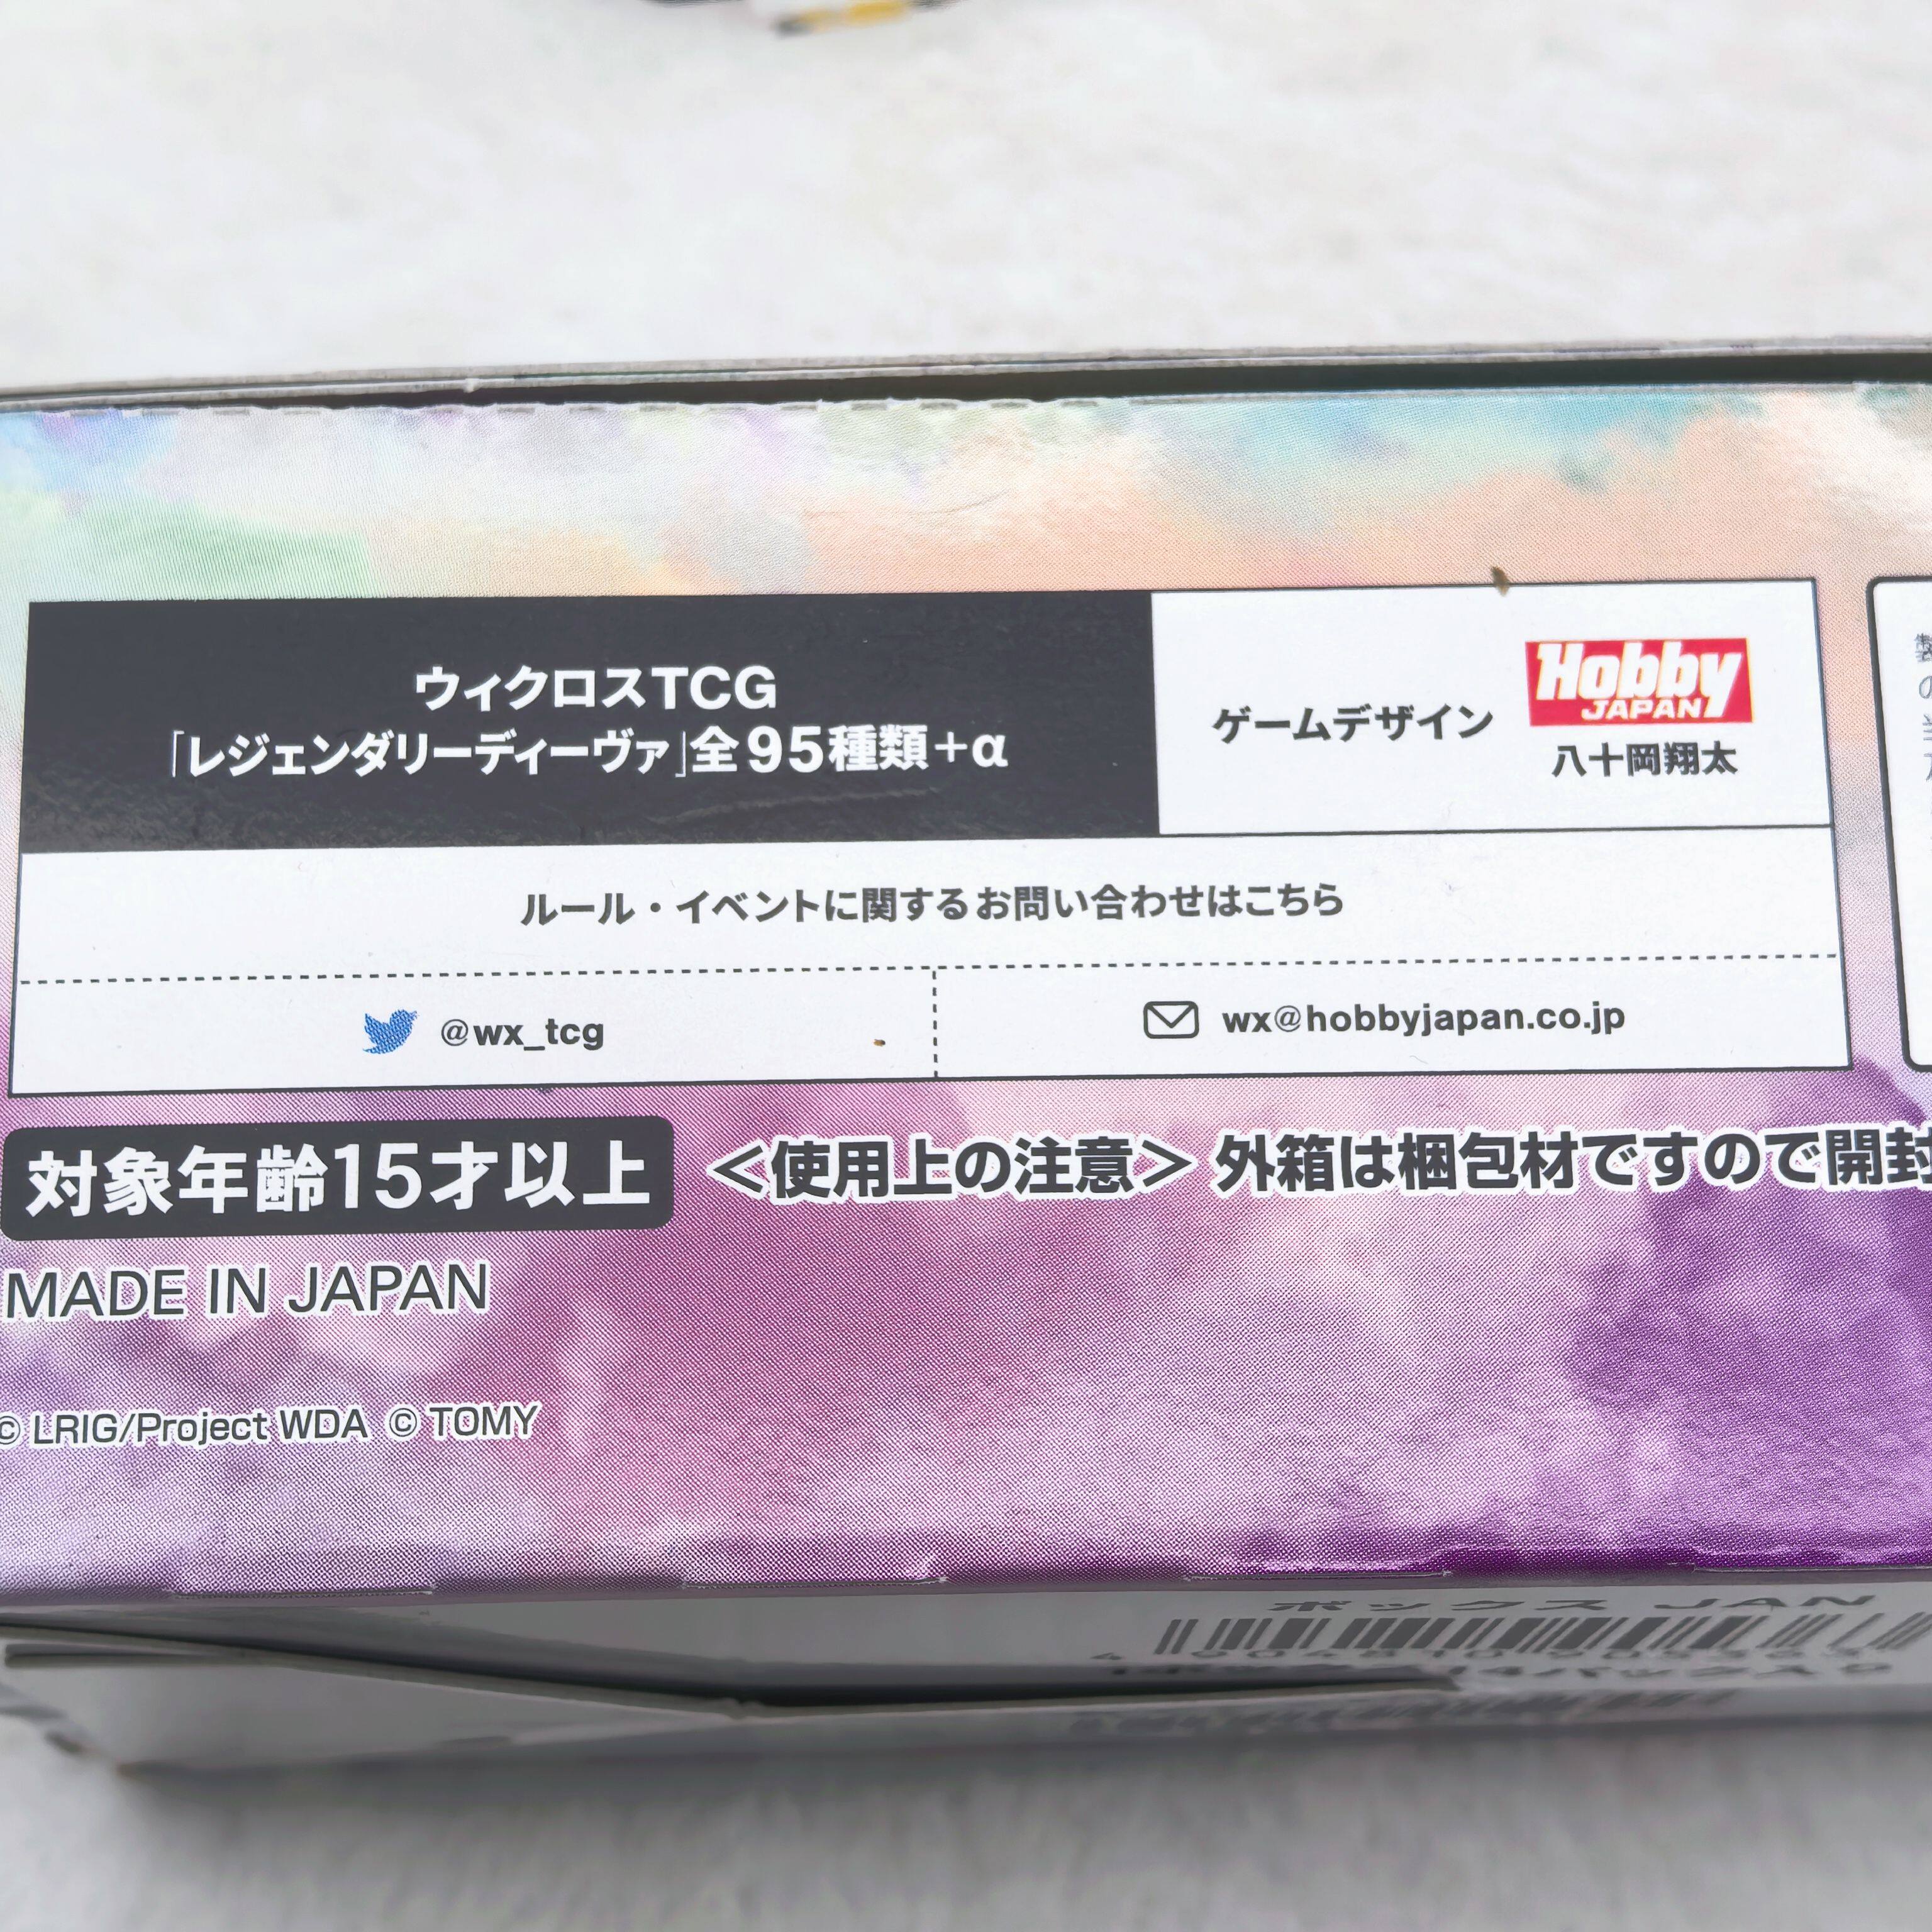 ウィクロスTCG
「レジェンダリーディーヴァ」全95種類+α
ゲームデザイン
Hobby
JAPAN
八十岡翔太
ルール・イベントに関するお問い合わせはこちら
@wx_tcg
wx@hobbyjapan.co.jp
対象年齢15才以上
<使用上の注意> 外箱は梱包材ですので開封
MADE IN JAPAN
© LRIG/Project WDA © TOMY
ボックス JAN